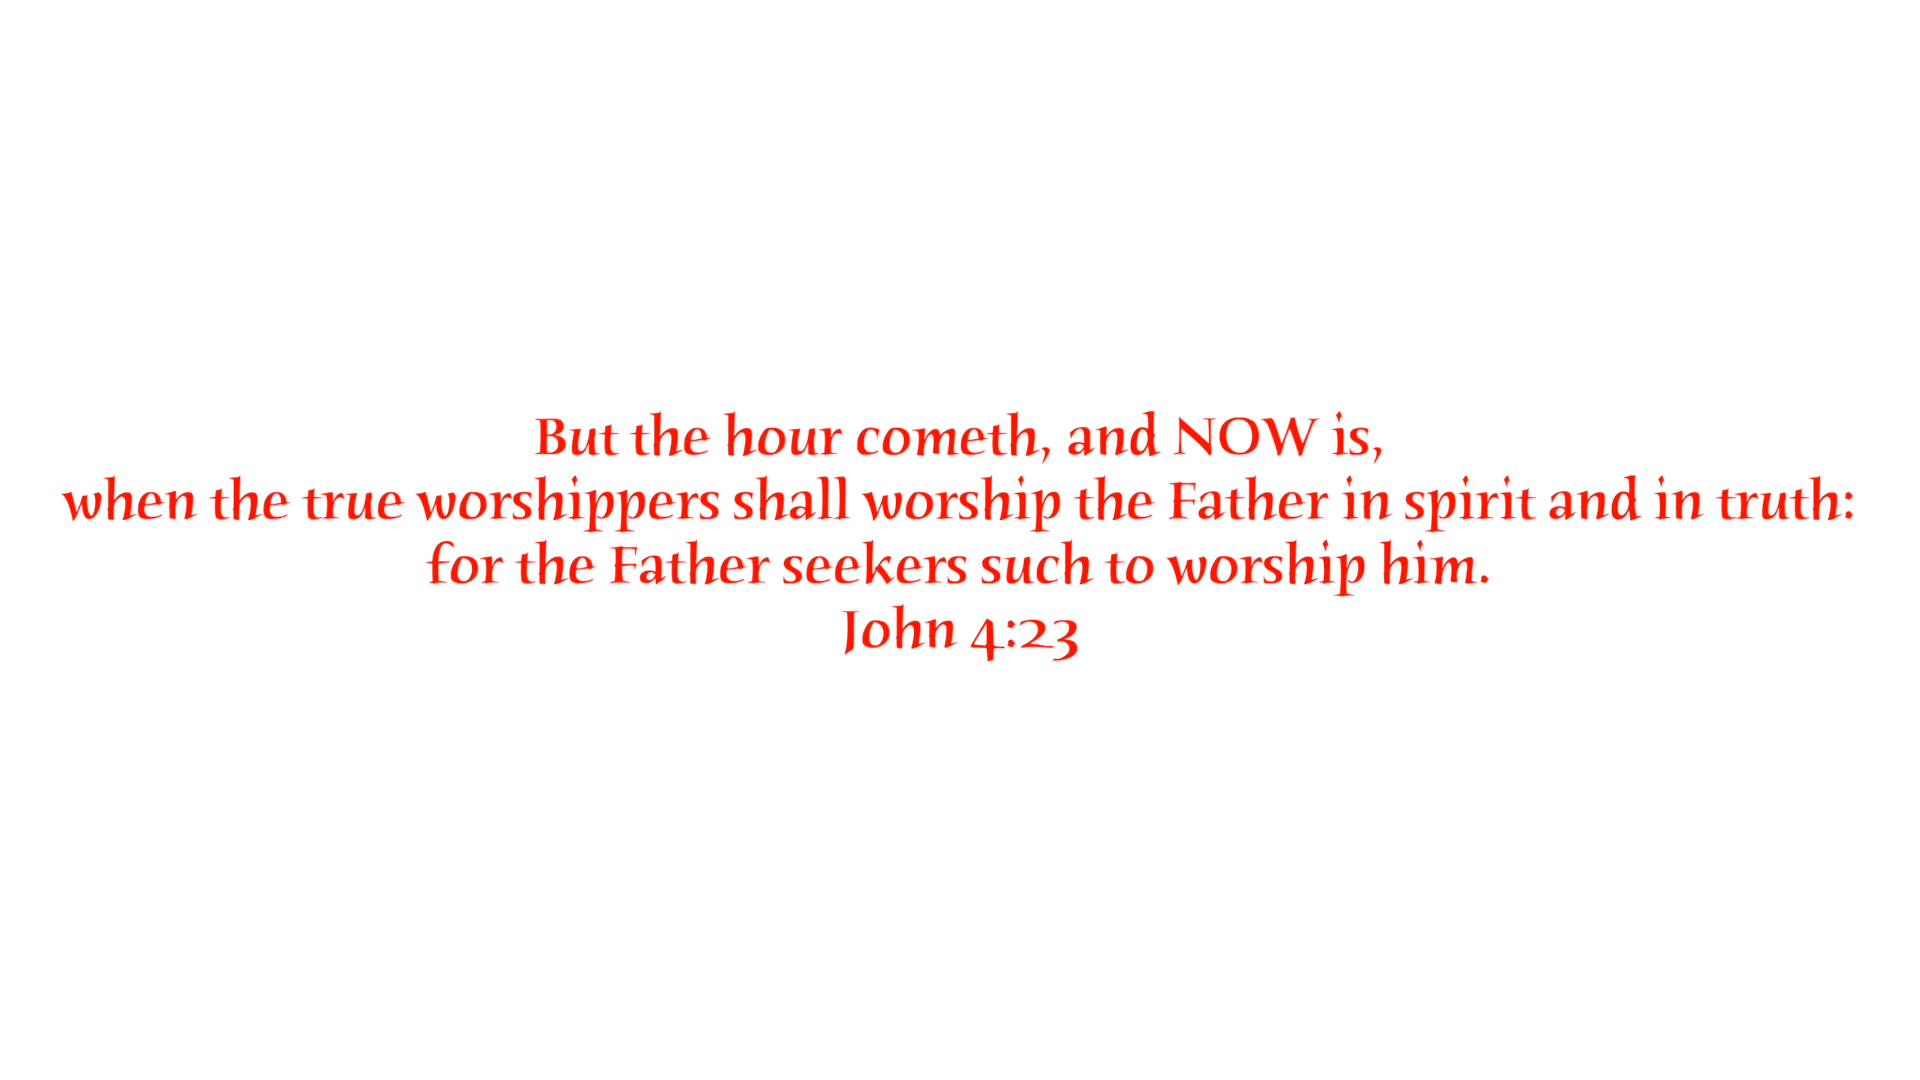 But the hour cometh, and NOW is,
when the true worshippers shall worship the Father in spirit and in truth:
for the Father seekers such to worship him.
John 4:23